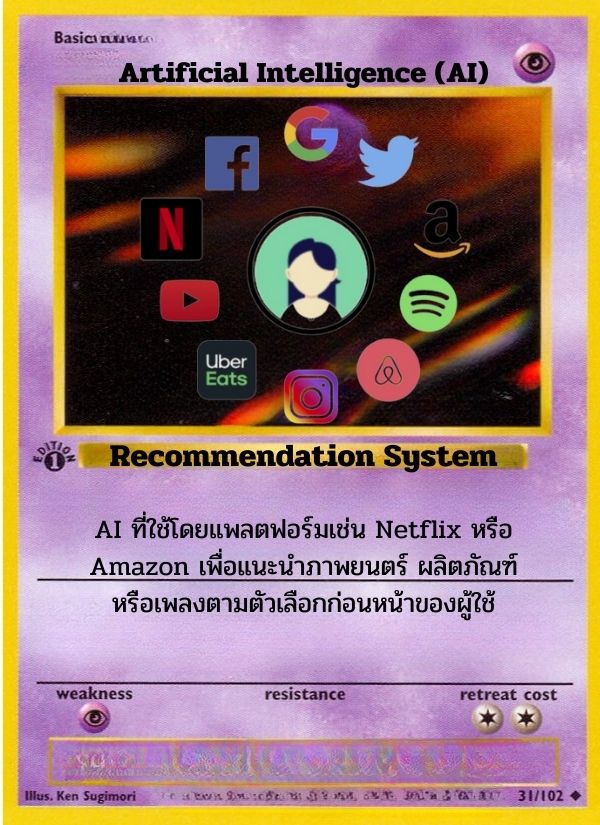 Basic
Artificial Intelligence (AI)
f
G
N
a
Uber
Eats
EDITION
1
Recommendation System
AI ที่ใช้โดยแพลตฟอร์มเช่น Netflix หรือ
Amazon เพื่อแนะนำภาพยนตร์ ผลิตภัณฑ์
หรือเพลงตามตัวเลือกก่อนหน้าของผู้ใช้
weakness resistance retreat cost
Illus. Ken Sugimori 31/102